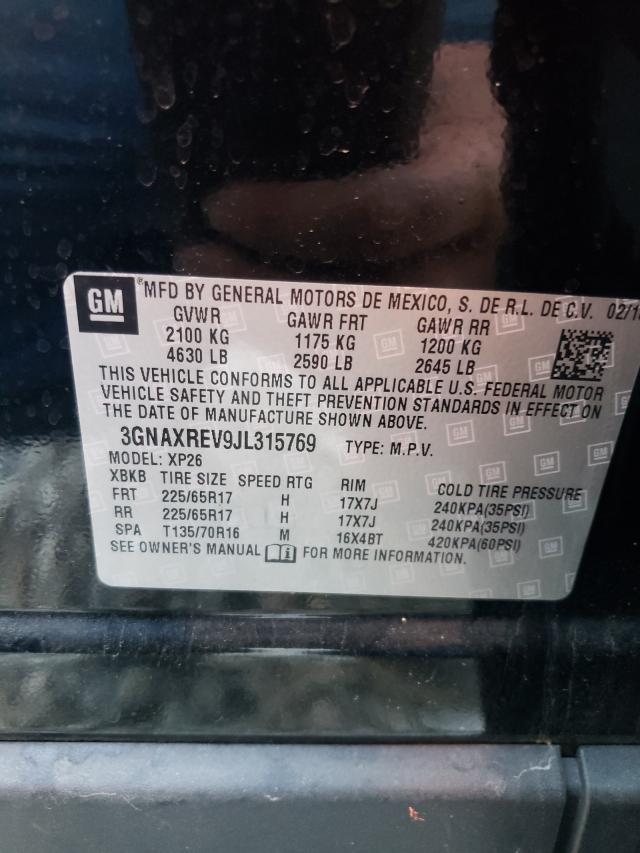 GM ®MFD BY GENERAL MOTORS DE MEXICO, S. DE R.L. DE C.V.
GVWR GAWR FRT GAWR RR
2100 KG 1175 KG 1200 KG
4630 LB 2590 LB 2645 LB
THIS VEHICLE CONFORMS TO ALL APPLICABLE U.S. FEDERAL MOTOR
VEHICLE SAFETY AND THEFT PREVENTION STANDARDS IN EFFECT ON
THE DATE OF MANUFACTURE SHOWN ABOVE.
3GNAXREV9JL315769 TYPE: M.P.V.
MODEL: XP26
XBKB TIRE SIZE SPEED RTG RIM COLD TIRE PRESSURE
FRT 225/65R17 H 17X7J 240KPA(35PSI)
RR 225/65R17 H 17X7J 240KPA(35PSI)
SPA T135/70R16 M 16X4BT 420KPA(60PSI)
SEE OWNER'S MANUAL FOR MORE INFORMATION.